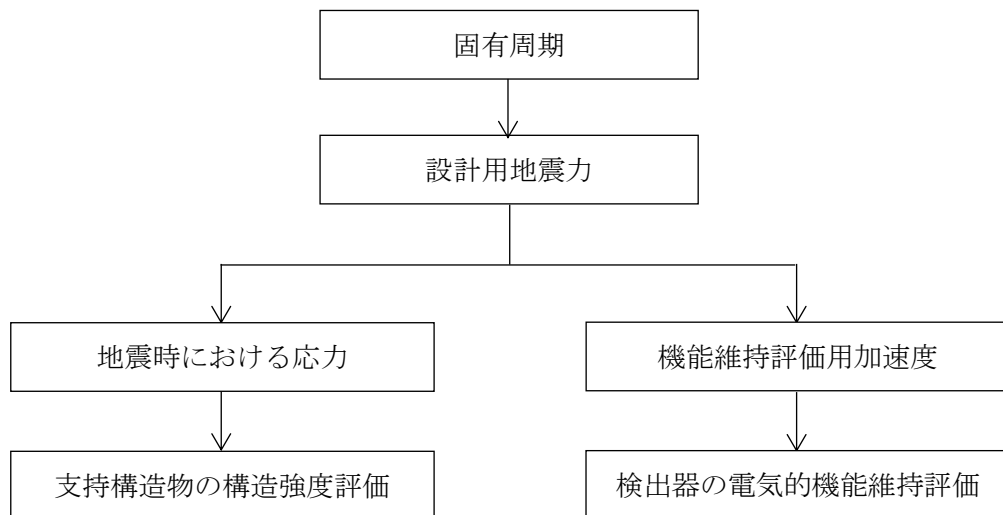 固有周期
設計用地震力
地震時における応力
機能維持評価用加速度
支持構造物の構造強度評価
検出器の電気的機能維持評価